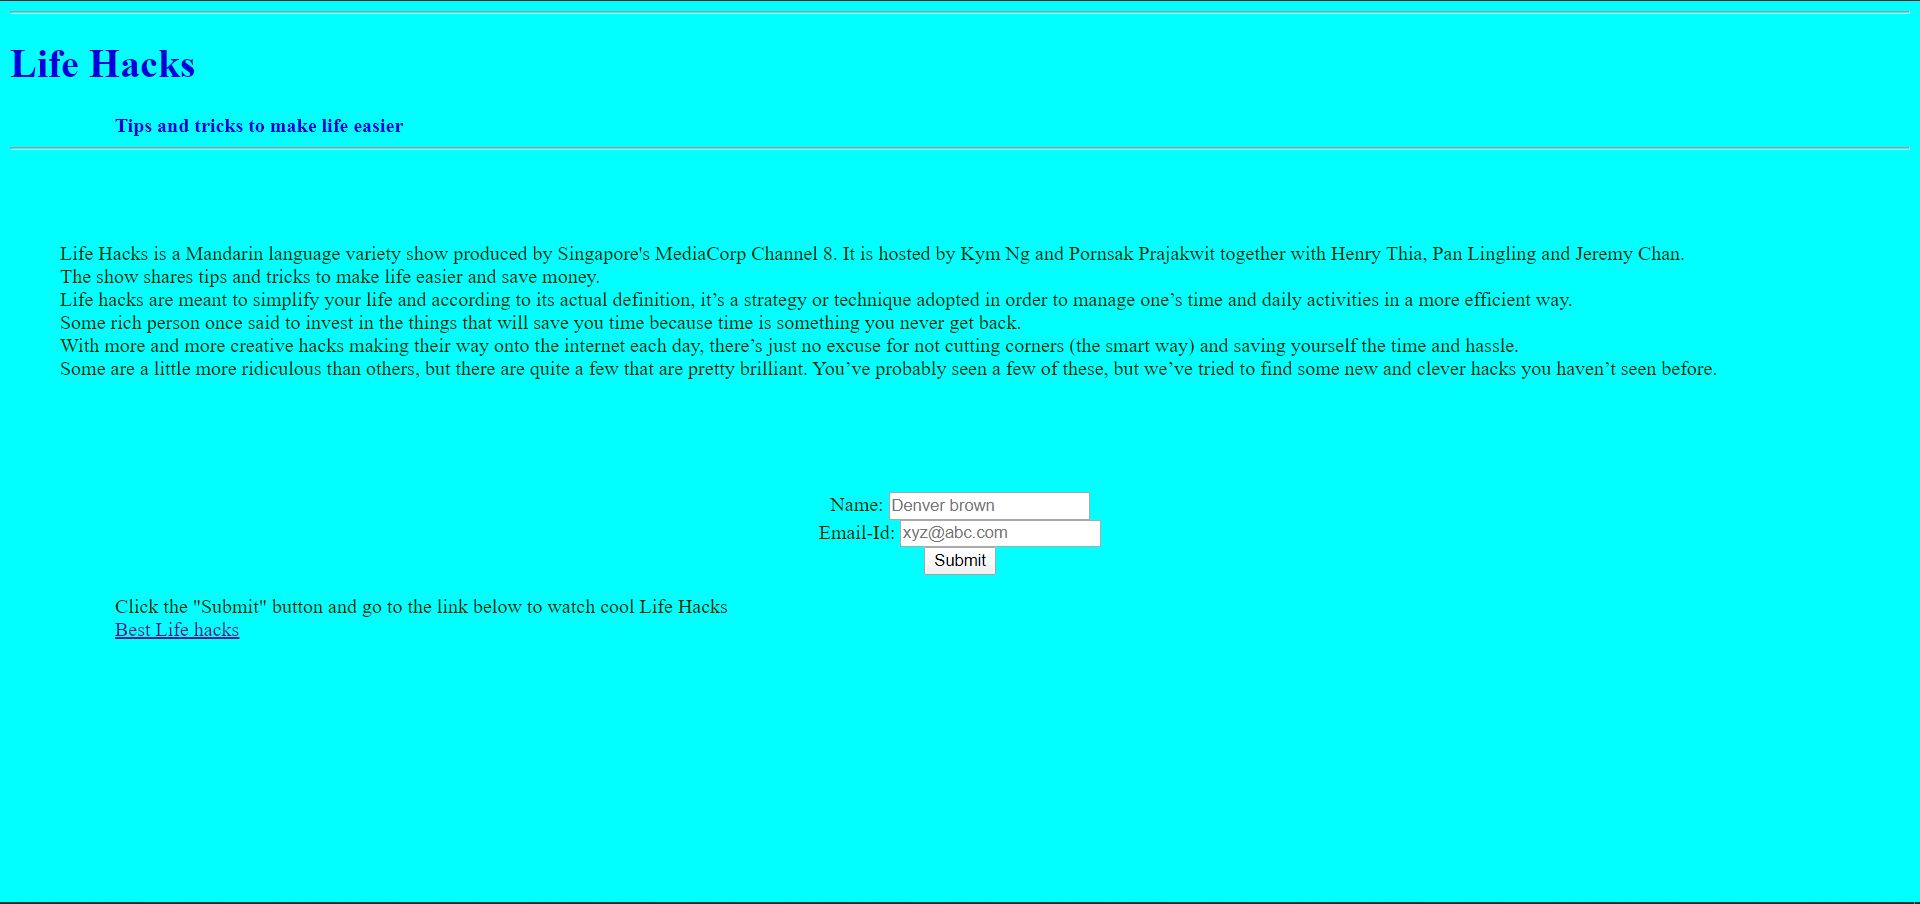 Life Hacks
Tips and tricks to make life easier
Life Hacks is a Mandarin language variety show produced by Singapore's MediaCorp Channel 8. It is hosted by Kym Ng and Pornsak Prajakwit together with Henry Thia, Pan Lingling and Jeremy Chan.
The show shares tips and tricks to make life easier and save money.
Life hacks are meant to simplify your life and according to its actual definition, it’s a strategy or technique adopted in order to manage one’s time and daily activities in a more efficient way.
Some rich person once said to invest in the things that will save you time because time is something you never get back.
With more and more creative hacks making their way onto the internet each day, there’s just no excuse for not cutting corners (the smart way) and saving yourself the time and hassle.
Some are a little more ridiculous than others, but there are quite a few that are pretty brilliant. You’ve probably seen a few of these, but we’ve tried to find some new and clever hacks you haven’t seen before.
Name: Denver brown
Email-Id: xyz@abc.com
Submit
Click the "Submit" button and go to the link below to watch cool Life Hacks
Best Life hacks